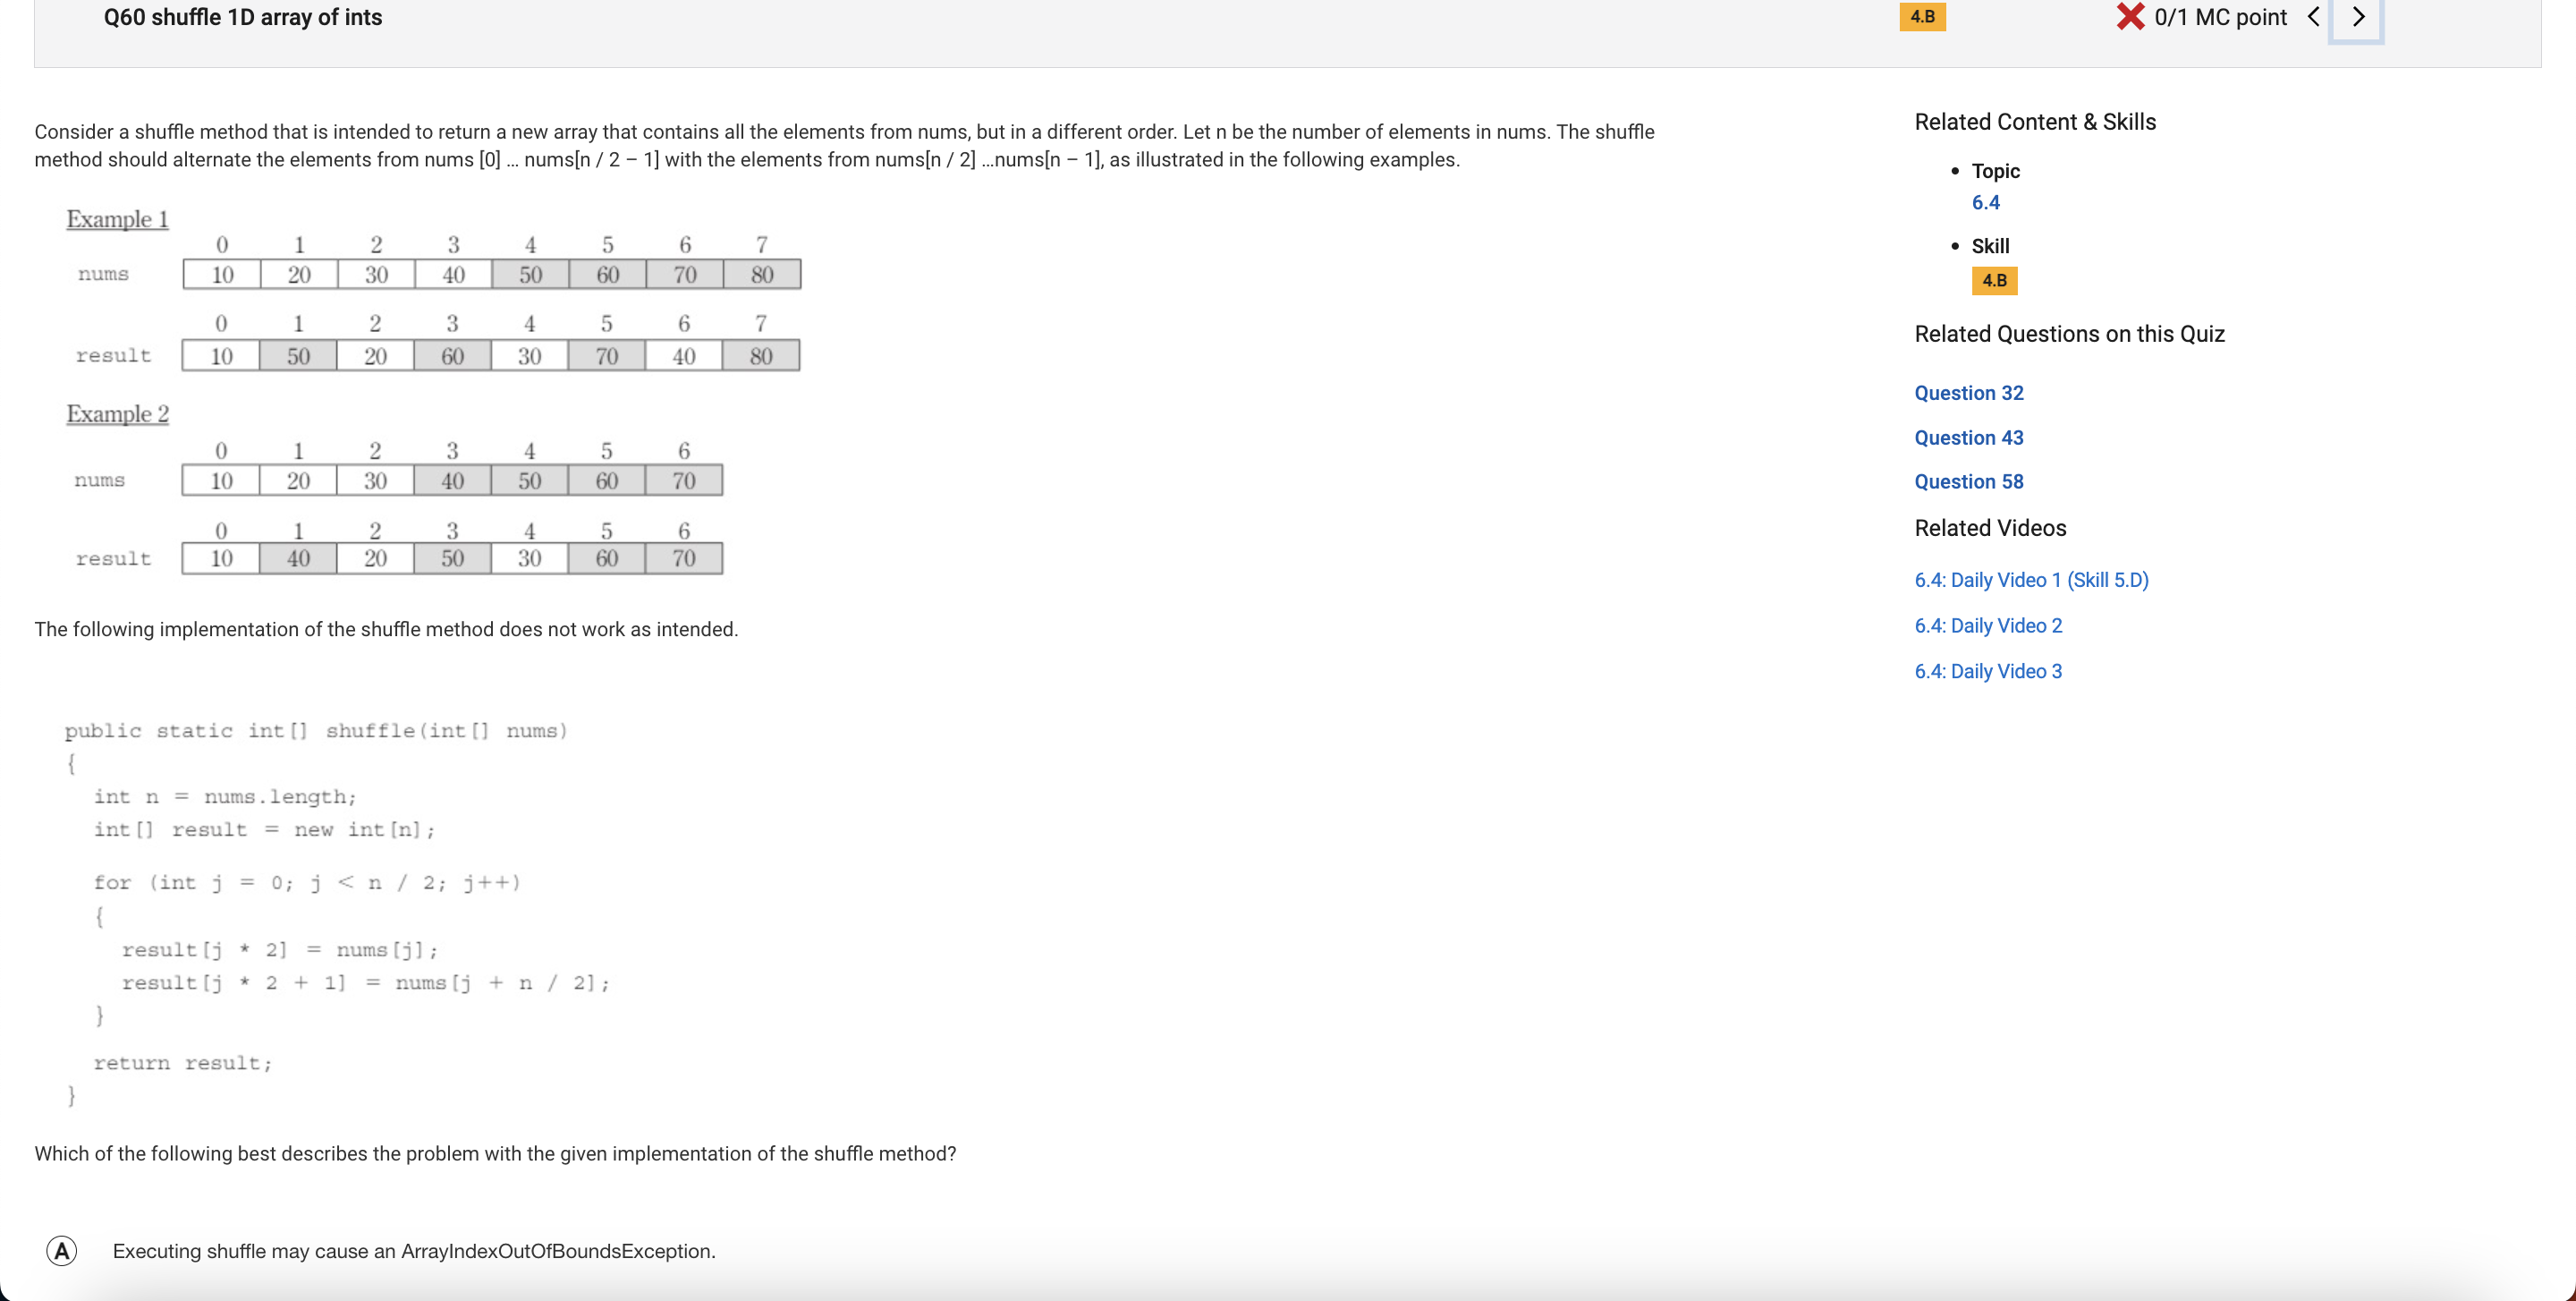 Q60 shuffle 1D array of ints
4.B
0/1 MC point
Consider a shuffle method that is intended to return a new array that contains all the elements from nums, but in a different order. Let n be the number of elements in nums. The shuffle
method should alternate the elements from nums [0] ... nums[n / 2 – 1] with the elements from nums[n / 2] ...nums[n – 1], as illustrated in the following examples.
Example 1
0 1 2 3 4 5 6 7
nums 10 20 30 40 50 60 70 80
0 1 2 3 4 5 6 7
result 10 50 20 60 30 70 40 80
Example 2
0 1 2 3 4 5 6
nums 10 20 30 40 50 60 70
0 1 2 3 4 5 6
result 10 40 20 50 30 60 70
The following implementation of the shuffle method does not work as intended.
public static int[] shuffle(int[] nums)
{
int n = nums.length;
int[] result = new int[n];
for (int j = 0; j < n / 2; j++)
{
result[j * 2] = nums[j];
result[j * 2 + 1] = nums[j + n / 2];
}
return result;
}
Which of the following best describes the problem with the given implementation of the shuffle method?
A Executing shuffle may cause an ArrayIndexOutOfBoundsException.
Related Content & Skills
• Topic
6.4
• Skill
4.B
Related Questions on this Quiz
Question 32
Question 43
Question 58
Related Videos
6.4: Daily Video 1 (Skill 5.D)
6.4: Daily Video 2
6.4: Daily Video 3